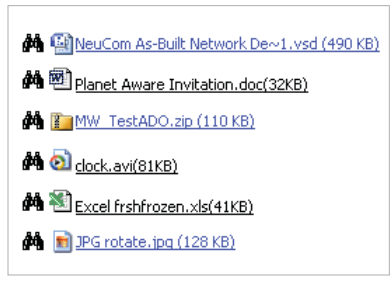 NeuCom As-Built Network De~1.vsd (490 KB)
Planet Aware Invitation.doc(32KB)
MW_TestADO.zip (110 KB)
clock.avi(81KB)
Excel frshfrozen.xls(41KB)
JPG rotate.jpg (128 KB)